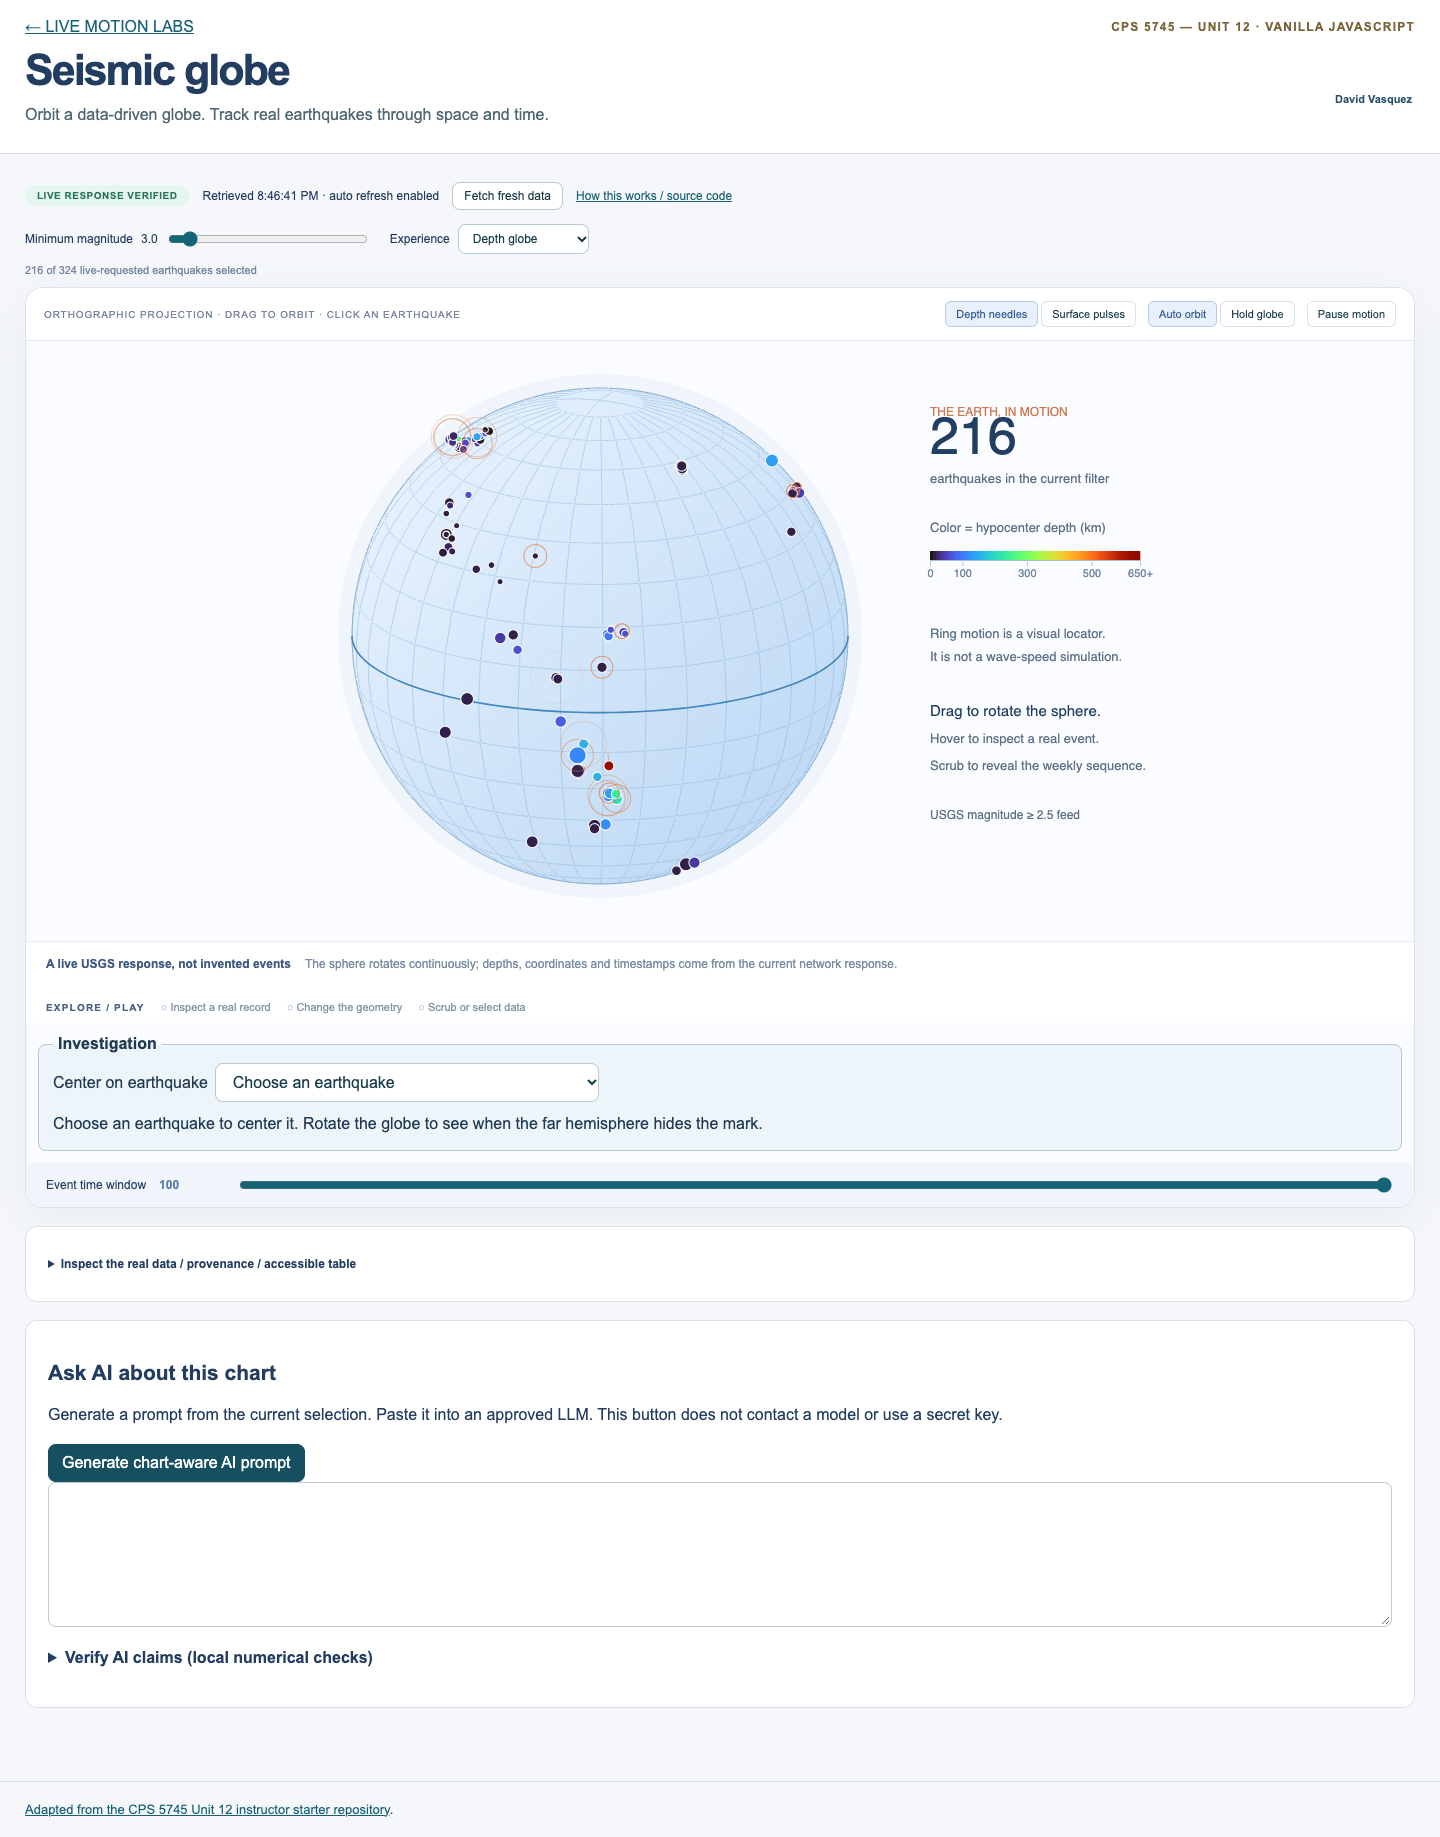 ← LIVE MOTION LABS
CPS 5745 — UNIT 12 · VANILLA JAVASCRIPT
Seismic globe
David Vasquez
Orbit a data-driven globe. Track real earthquakes through space and time.
LIVE RESPONSE VERIFIED Retrieved 8:46:41 PM · auto refresh enabled Fetch fresh data How this works / source code
Minimum magnitude 3.0 Experience Depth globe
216 of 324 live-requested earthquakes selected
ORTHOGRAPHIC PROJECTION · DRAG TO ORBIT · CLICK AN EARTHQUAKE Depth needles Surface pulses Auto orbit Hold globe Pause motion
THE EARTH, IN MOTION
216
earthquakes in the current filter
Color = hypocenter depth (km)
0 100 300 500 650+
Ring motion is a visual locator.
It is not a wave-speed simulation.
Drag to rotate the sphere.
Hover to inspect a real event.
Scrub to reveal the weekly sequence.
USGS magnitude ≥ 2.5 feed
A live USGS response, not invented events The sphere rotates continuously; depths, coordinates and timestamps come from the current network response.
EXPLORE / PLAY ○ Inspect a real record ○ Change the geometry ○ Scrub or select data
Investigation
Center on earthquake Choose an earthquake
Choose an earthquake to center it. Rotate the globe to see when the far hemisphere hides the mark.
Event time window 100
▶ Inspect the real data / provenance / accessible table
Ask AI about this chart
Generate a prompt from the current selection. Paste it into an approved LLM. This button does not contact a model or use a secret key.
Generate chart-aware AI prompt
▶ Verify AI claims (local numerical checks)
Adapted from the CPS 5745 Unit 12 instructor starter repository.